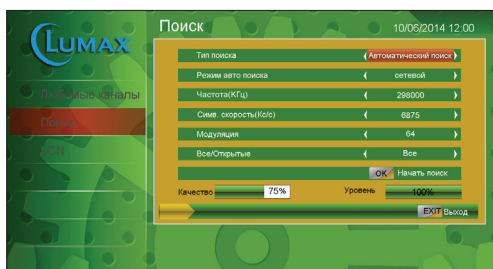 LUMAX
Поиск
10/06/2014 12:00
Любимые каналы
Поиск
LCN
Тип поиска Автоматический поиск
Режим авто поиска сетевой
Частота(КГц) 298000
Симв. скорость(Кс/с) 6875
Модуляция 64
Все/Открытые Все
OK Начать поиск
Качество 75% Уровень 100%
EXIT Выход